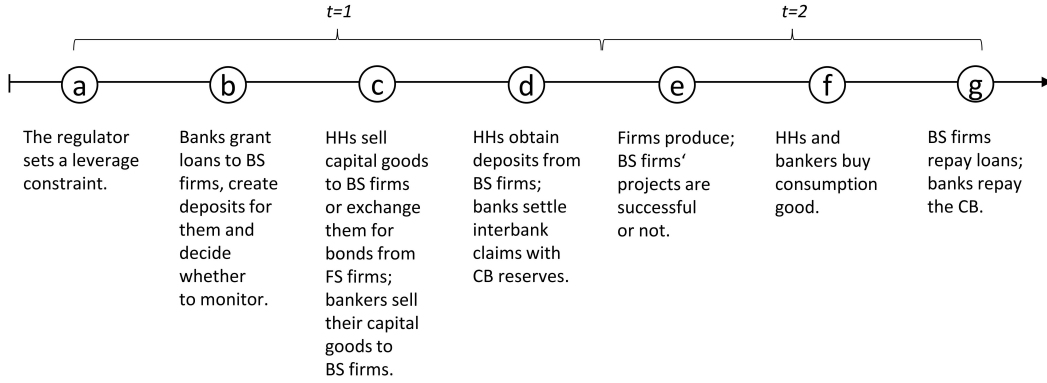 t=1
t=2
a
b
c
d
e
f
g
The regulator
sets a leverage
constraint.
Banks grant
loans to BS
firms, create
deposits for
them and
decide
whether
to monitor.
HHs sell
capital goods
to BS firms
or exchange
them for
bonds from
FS firms;
bankers sell
their capital
goods to
BS firms.
HHs obtain
deposits from
BS firms;
banks settle
interbank
claims with
CB reserves.
Firms produce;
BS firms‘
projects are
successful
or not.
HHs and
bankers buy
consumption
good.
BS firms
repay loans;
banks repay
the CB.